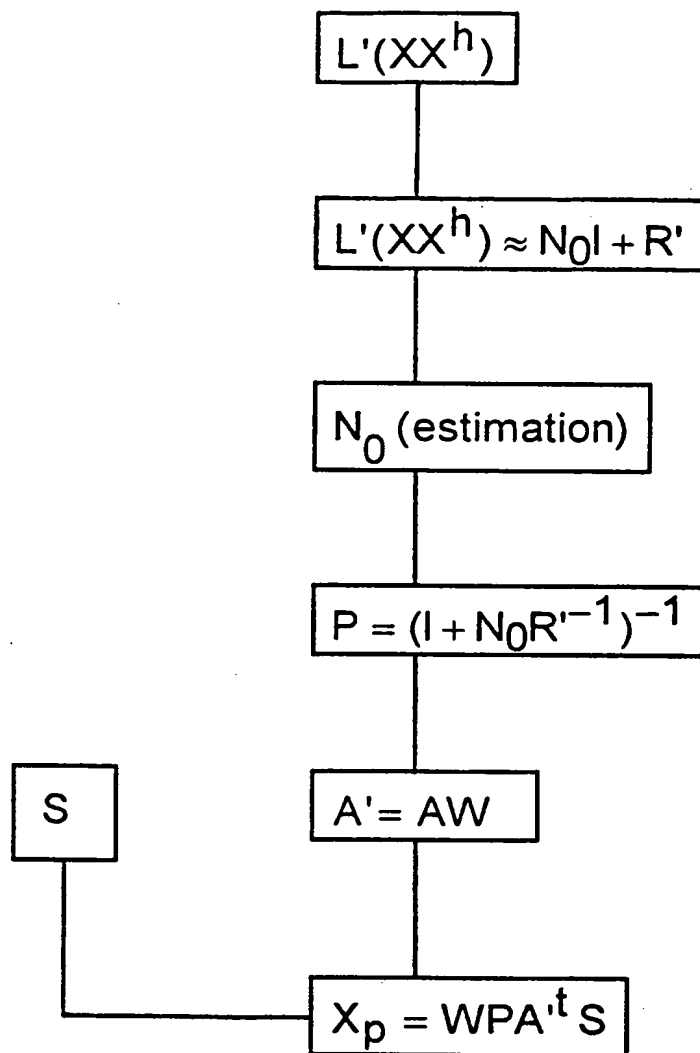 L'(XX^h)
L'(XX^h) ≈ N₀I + R'
N₀ (estimation)
P = (I + N₀R'⁻¹)⁻¹
S
A' = AW
Xₚ = WPA'ᵗ S